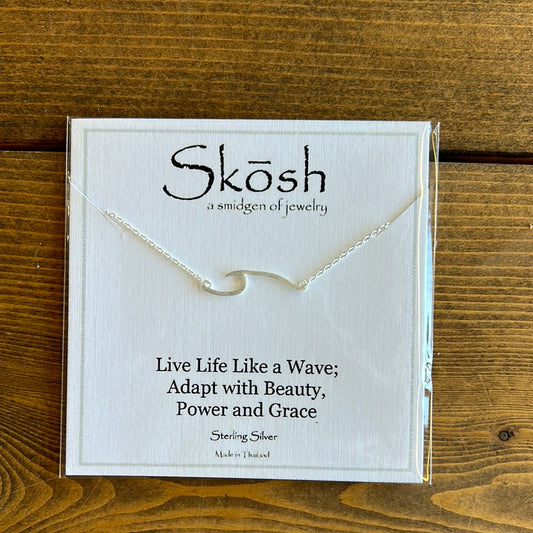 Skōsh
a smidgen of jewelry
Live Life Like a Wave;
Adapt with Beauty,
Power and Grace
Sterling Silver
Made in Thailand